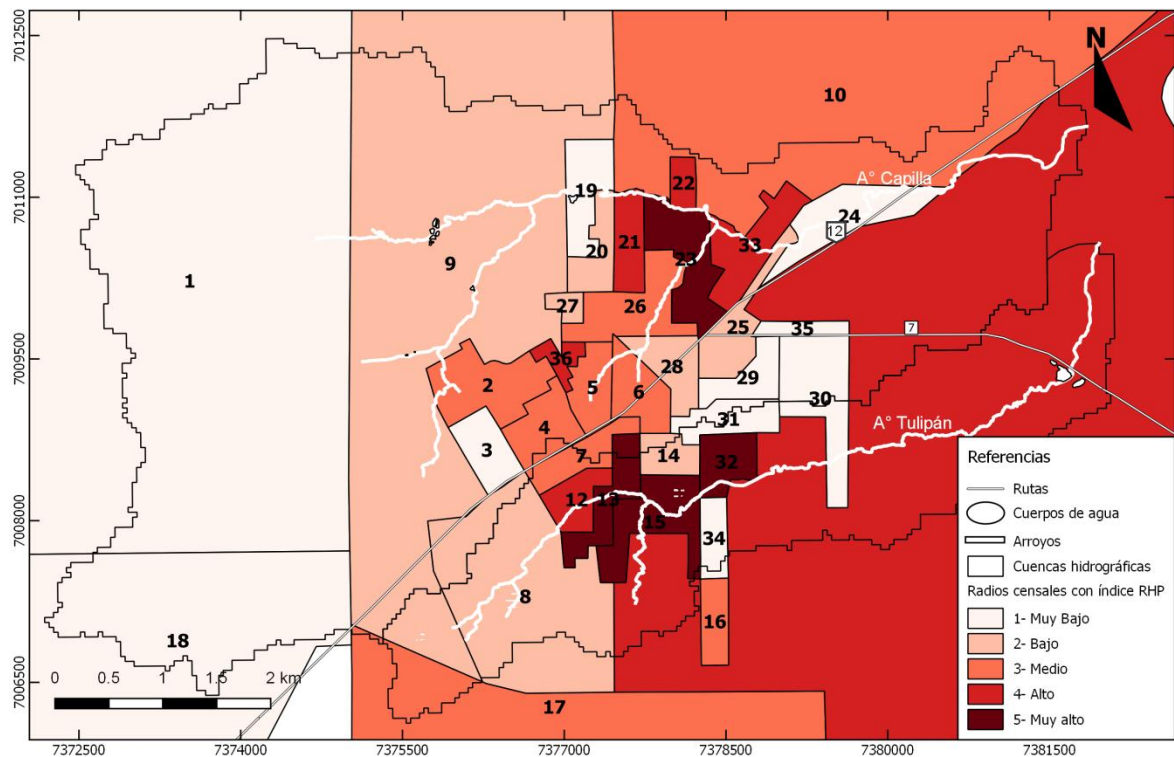 7012500
7011000
7009500
8008000
7006500
N
10
1
9
19
22
A° Capilla
24
12
20
21
23
33
27
26
25
35
7
36
28
2
5
6
29
30
31
3
4
A° Tulipán
7
14
32
12
13
15
34
8
16
18
17
0 0.5 1 1.5 2 km
7372500 7374000 7375500 7377000 7378500 7380000 7381500
Referencias
Rutas
Cuerpos de agua
Arroyos
Cuencas hidrográficas
Radios censales con índice RHP
1- Muy Bajo
2- Bajo
3- Medio
4- Alto
5- Muy alto